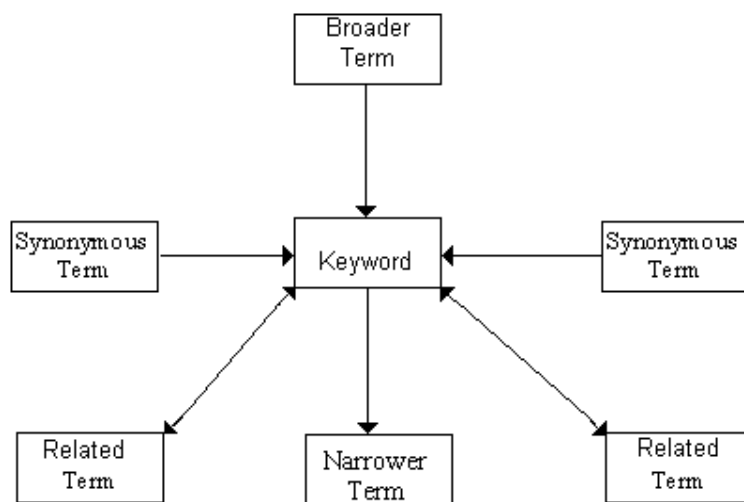 Broader
Term
Synonymous
Term
Keyword
Synonymous
Term
Related
Term
Narrower
Term
Related
Term